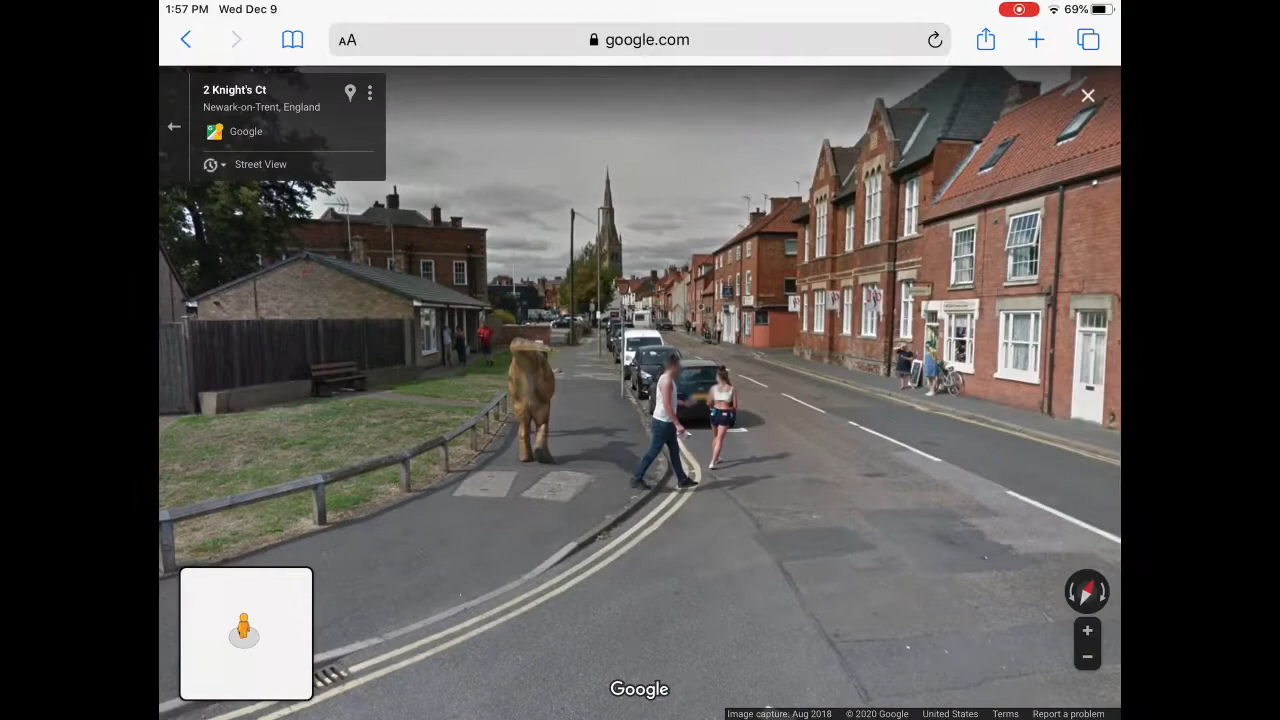 1:57 PM Wed Dec 9
69%
AA
google.com
2 Knight's Ct
Newark-on-Trent, England
Google
Street View
Google
Image capture: Aug 2018 © 2020 Google United States Terms Report a problem